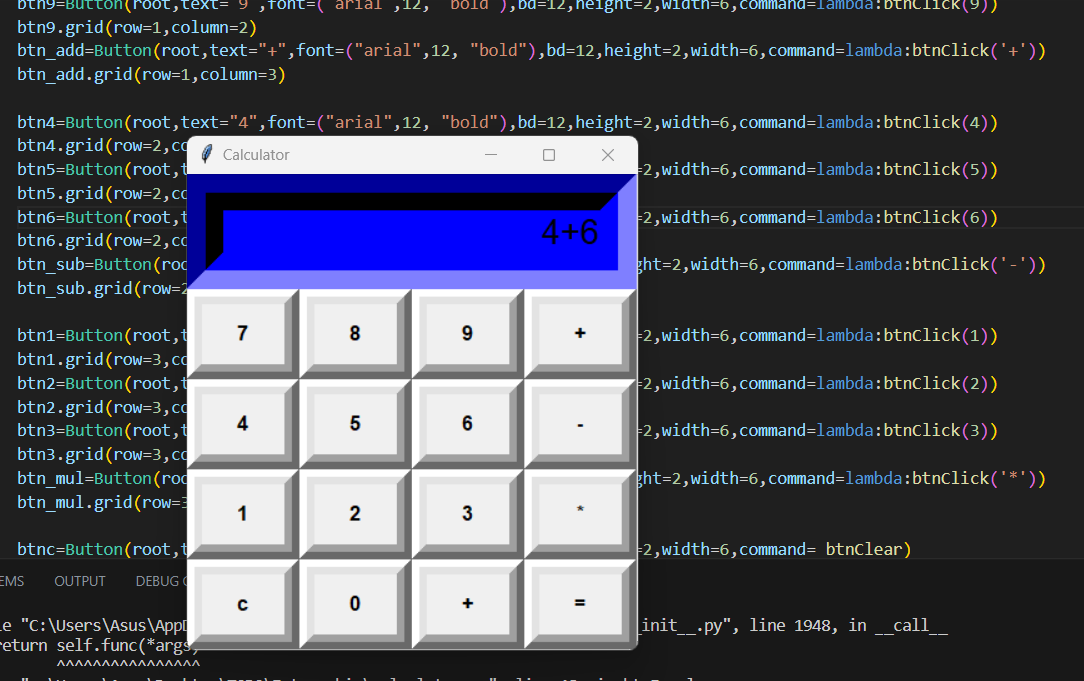 btn9=Button(root,text="9",font=("arial",12, "bold"),bd=12,height=2,width=6,command=lambda:btnClick(9))
btn9.grid(row=1,column=2)
btn_add=Button(root,text="+",font=("arial",12, "bold"),bd=12,height=2,width=6,command=lambda:btnClick('+'))
btn_add.grid(row=1,column=3)
btn4=Button(root,text="4",font=("arial",12, "bold"),bd=12,height=2,width=6,command=lambda:btnClick(4))
btn4.grid(row=2,co
Calculator
btn5=Button(root,t =2,width=6,command=lambda:btnClick(5))
btn5.grid(row=2,co
btn6=Button(root,t =2,width=6,command=lambda:btnClick(6))
4+6
btn6.grid(row=2,co
btn_sub=Button(roo ght=2,width=6,command=lambda:btnClick('-'))
btn_sub.grid(row=2
btn1=Button(root,t =2,width=6,command=lambda:btnClick(1))
7 8 9 +
btn1.grid(row=3,co
btn2=Button(root,t =2,width=6,command=lambda:btnClick(2))
btn2.grid(row=3,co
4 5 6 -
btn3=Button(root,t =2,width=6,command=lambda:btnClick(3))
btn3.grid(row=3,co
btn_mul=Button(roo ght=2,width=6,command=lambda:btnClick('*'))
btn_mul.grid(row=3
1 2 3 *
btnc=Button(root,t =2,width=6,command= btnClear)
EMS OUTPUT DEBUG C
c 0 + =
le "C:\Users\Asus\AppD _init__.py", line 1948, in __call__
return self.func(*args)
^^^^^^^^^^^^^^^^